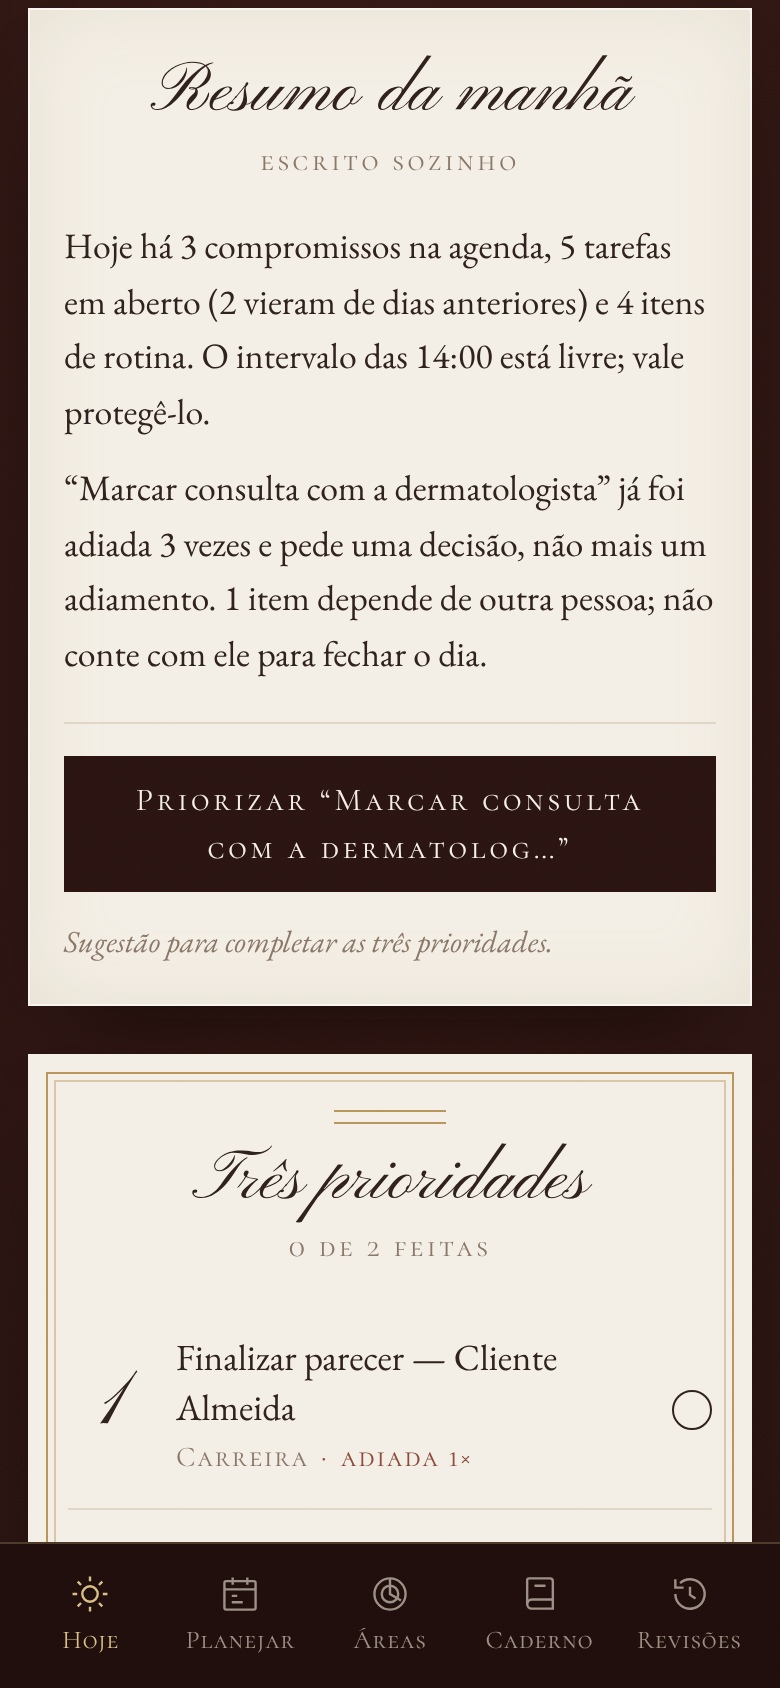 Resumo da manhã
ESCRITO SOZINHO
Hoje há 3 compromissos na agenda, 5 tarefas
em aberto (2 vieram de dias anteriores) e 4 itens
de rotina. O intervalo das 14:00 está livre; vale
protegê-lo.
“Marcar consulta com a dermatologista” já foi
adiada 3 vezes e pede uma decisão, não mais um
adiamento. 1 item depende de outra pessoa; não
conte com ele para fechar o dia.
Priorizar “Marcar consulta
com a dermatolog…”
Sugestão para completar as três prioridades.
Três prioridades
0 DE 2 FEITAS
1
Finalizar parecer — Cliente
Almeida
Carreira · adiada 1×
Hoje
Planejar
Áreas
Caderno
Revisões